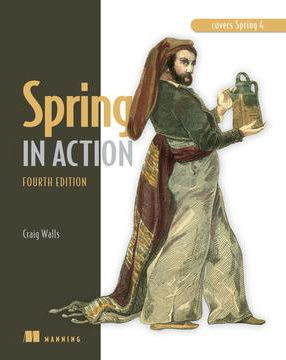 covers Spring 4
Spring
IN ACTION
FOURTH EDITION
Craig Walls
MANNING